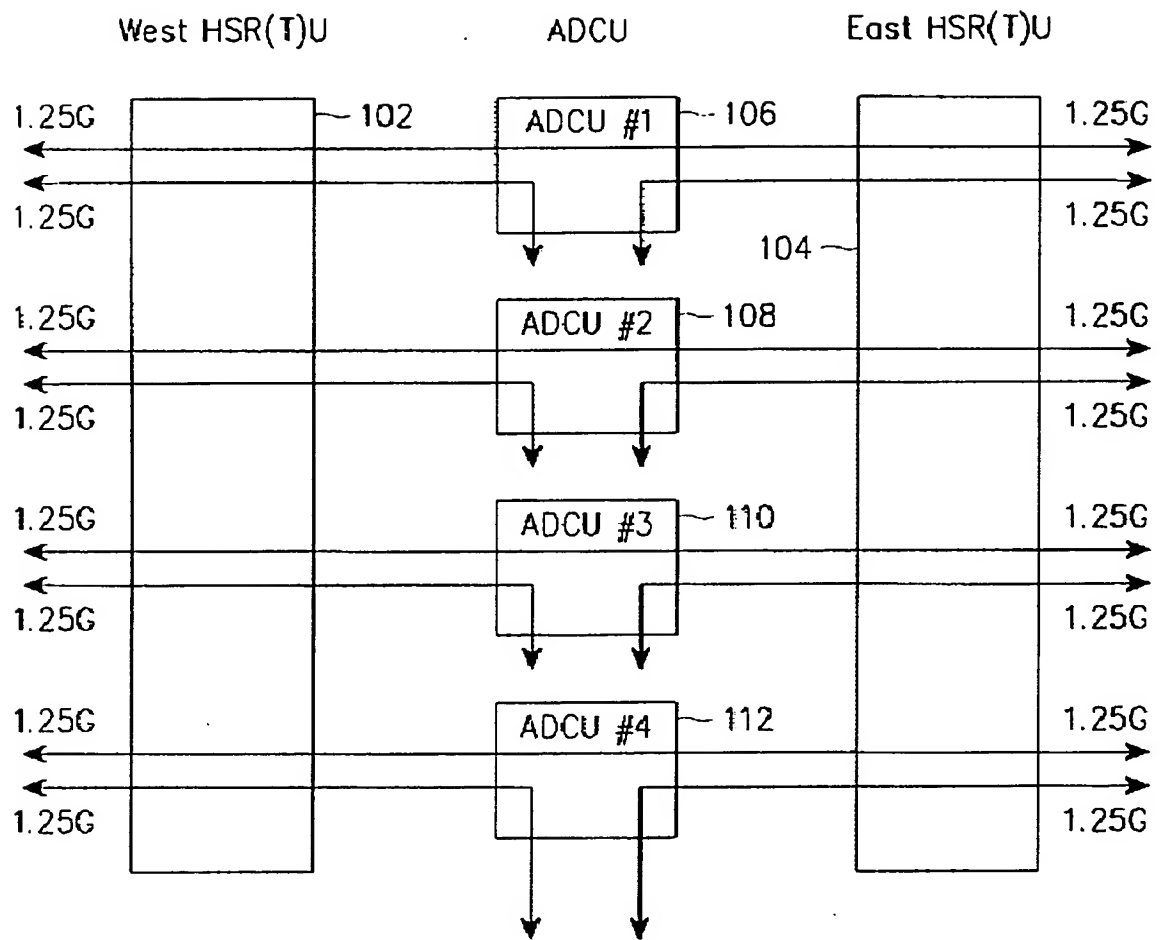 West HSR(T)U ADCU East HSR(T)U
1.25G 102 ADCU #1 106 1.25G
1.25G 1.25G
104
1.25G ADCU #2 108 1.25G
1.25G 1.25G
1.25G ADCU #3 110 1.25G
1.25G 1.25G
1.25G ADCU #4 112 1.25G
1.25G 1.25G